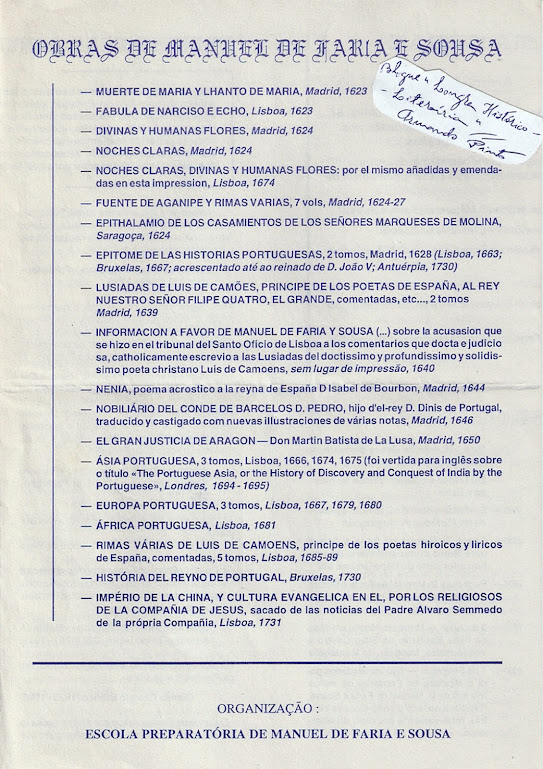 OBRAS DE MANUEL DE FARIA E SOUSA
Blogue "Longra Histórico -
- Literária "
Armando Pinto
— MUERTE DE MARIA Y LHANTO DE MARIA, Madrid, 1623
— FABULA DE NARCISO E ECHO, Lisboa, 1623
— DIVINAS Y HUMANAS FLORES, Madrid, 1624
— NOCHES CLARAS, Madrid, 1624
— NOCHES CLARAS, DIVINAS Y HUMANAS FLORES: por el mismo añadidas y emenda-
das en esta impression, Lisboa, 1674
— FUENTE DE AGANIPE Y RIMAS VARIAS, 7 vols, Madrid, 1624-27
— EPITHALAMIO DE LOS CASAMIENTOS DE LOS SEÑORES MARQUESES DE MOLINA,
Saragoça, 1624
— EPITOME DE LAS HISTORIAS PORTUGUESAS, 2 tomos, Madrid, 1628 (Lisboa, 1663;
Bruxelas, 1667; acrescentado até ao reinado de D. João V; Antuérpia, 1730)
— LUSIADAS DE LUIS DE CAMÕES, PRINCIPE DE LOS POETAS DE ESPAÑA, AL REY
NUESTRO SEÑOR FILIPE QUATRO, EL GRANDE, comentadas, etc..., 2 tomos
Madrid, 1639
— INFORMACION A FAVOR DE MANUEL DE FARIA Y SOUSA (...) sobre la acusasion que
se hizo en el tribunal del Santo Oficio de Lisboa a los comentarios que docta e judicio
sa, catholicamente escrevio a las Lusiadas del doctissimo y profundissimo y solidis-
simo poeta christano Luis de Camoens, sem lugar de impressão, 1640
— NENIA, poema acrostico a la reyna de España D Isabel de Bourbon, Madrid, 1644
— NOBILIÁRIO DEL CONDE DE BARCELOS D. PEDRO, hijo d'el-rey D. Dinis de Portugal,
traducido y castigado com nuevas illustraciones de várias notas, Madrid, 1646
— EL GRAN JUSTICIA DE ARAGON — Don Martin Batista de La Lusa, Madrid, 1650
— ÁSIA PORTUGUESA, 3 tomos, Lisboa, 1666, 1674, 1675 (foi vertida para inglês sobre
o título «The Portuguese Asia, or the History of Discovery and Conquest of India by the
Portuguese», Londres, 1694 - 1695)
— EUROPA PORTUGUESA, 3 tomos, Lisboa, 1667, 1679, 1680
— ÁFRICA PORTUGUESA, Lisboa, 1681
— RIMAS VÁRIAS DE LUIS DE CAMOENS, principe de los poetas hiroicos y liricos
de España, comentadas, 5 tomos, Lisboa, 1685-89
— HISTÓRIA DEL REYNO DE PORTUGAL, Bruxelas, 1730
— IMPÉRIO DE LA CHINA, Y CULTURA EVANGELICA EN EL, POR LOS RELIGIOSOS
DE LA COMPAÑIA DE JESUS, sacado de las noticias del Padre Alvaro Semmedo
de la própria Compañia, Lisboa, 1731
ORGANIZAÇÃO :
ESCOLA PREPARATÓRIA DE MANUEL DE FARIA E SOUSA